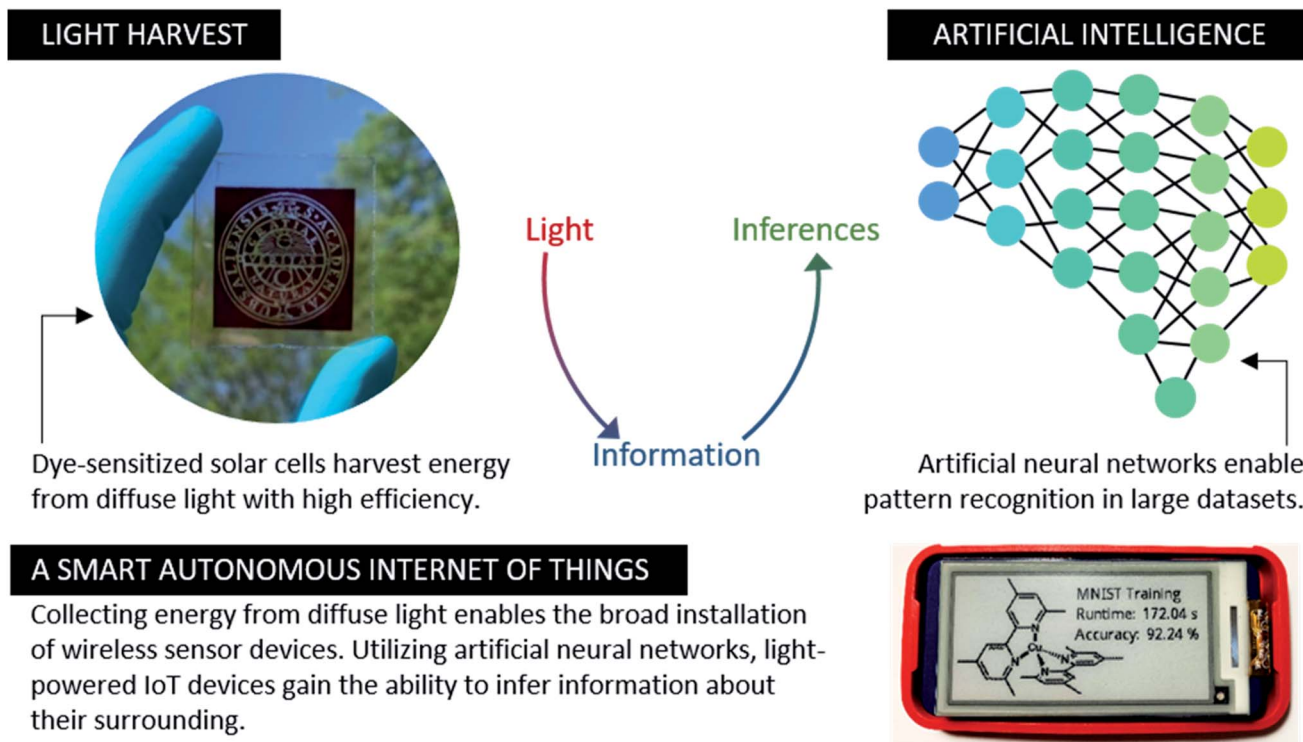 LIGHT HARVEST
ARTIFICIAL INTELLIGENCE
Light
Inferences
Information
Dye-sensitized solar cells harvest energy
from diffuse light with high efficiency.
Artificial neural networks enable
pattern recognition in large datasets.
A SMART AUTONOMOUS INTERNET OF THINGS
Collecting energy from diffuse light enables the broad installation
of wireless sensor devices. Utilizing artificial neural networks, light-
powered IoT devices gain the ability to infer information about
their surrounding.
MNIST Training
Runtime: 172.04 s
Accuracy: 92.24 %
N
N
Cu
N
N